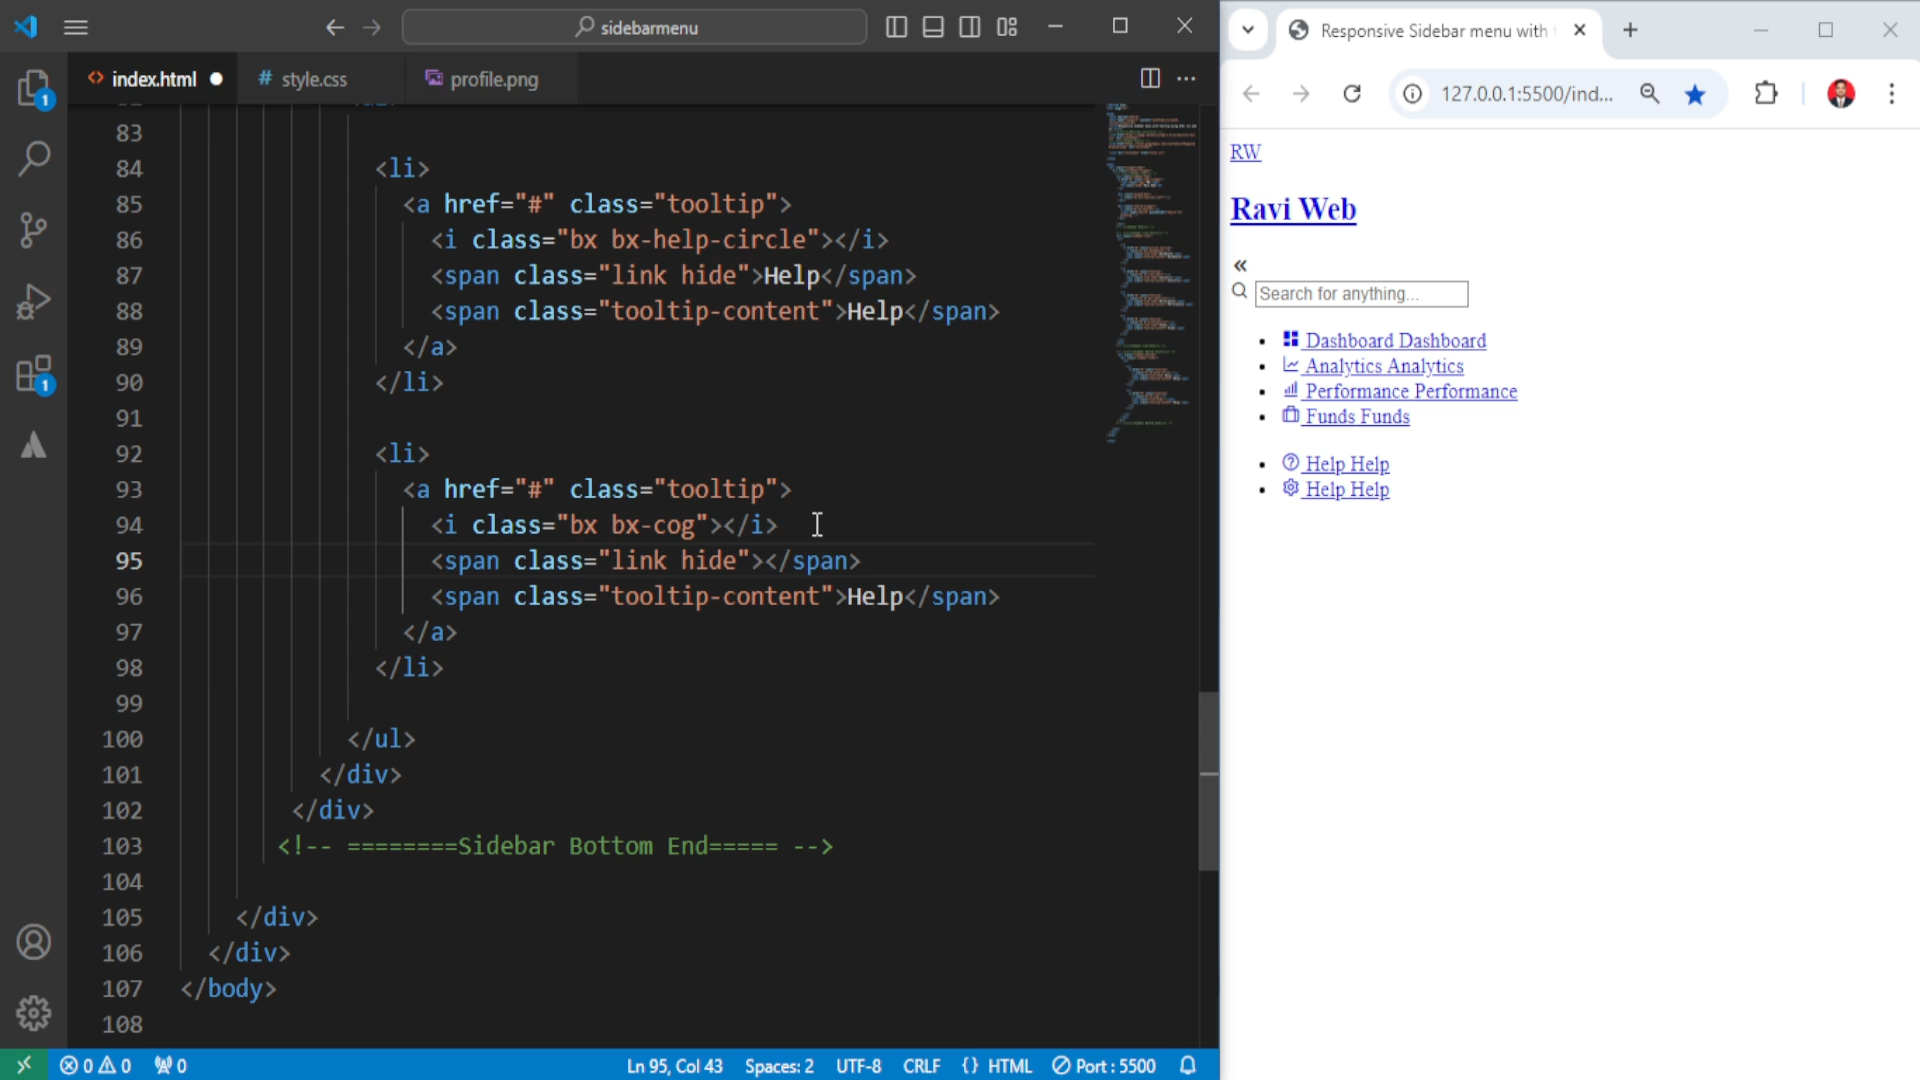 sidebarmenu
index.html
# style.css
profile.png
83
84 <li>
85 <a href="#" class="tooltip">
86 <i class="bx bx-help-circle"></i>
87 <span class="link hide">Help</span>
88 <span class="tooltip-content">Help</span>
89 </a>
90 </li>
91
92 <li>
93 <a href="#" class="tooltip">
94 <i class="bx bx-cog"></i>
95 <span class="link hide"></span>
96 <span class="tooltip-content">Help</span>
97 </a>
98 </li>
99
100 </ul>
101 </div>
102 </div>
103 <!-- ========Sidebar Bottom End===== -->
104
105 </div>
106 </div>
107 </body>
108
1
1
0 0 0
Ln 95, Col 43
Spaces: 2
UTF-8
CRLF
{} HTML
Port : 5500
Responsive Sidebar menu with
127.0.0.1:5500/ind...
RW
Ravi Web
«
Search for anything...
Dashboard Dashboard
Analytics Analytics
Performance Performance
Funds Funds
Help Help
Help Help